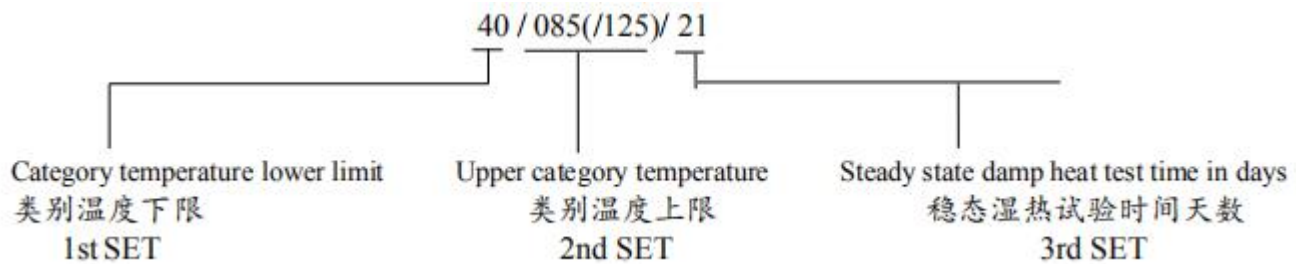 40 / 085(/125)/ 21
Category temperature lower limit
类别温度下限
1st SET
Upper category temperature
类别温度上限
2nd SET
Steady state damp heat test time in days
稳态湿热试验时间天数
3rd SET